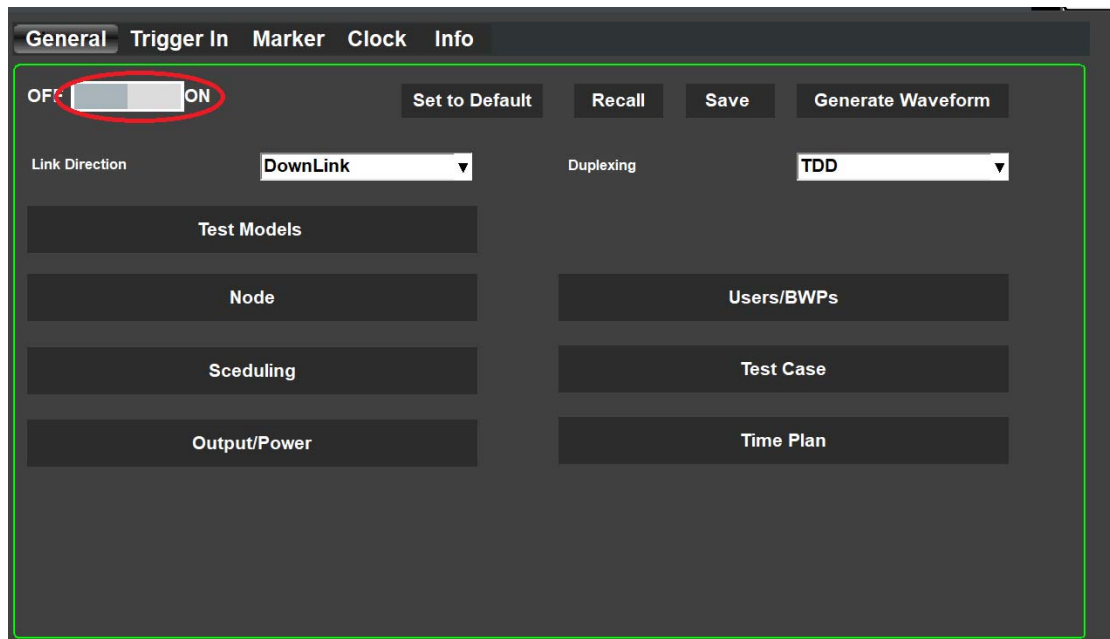 General Trigger In Marker Clock Info
OFF ON Set to Default Recall Save Generate Waveform
Link Direction DownLink Duplexing TDD
Test Models
Node Users/BWPs
Sceduling Test Case
Output/Power Time Plan